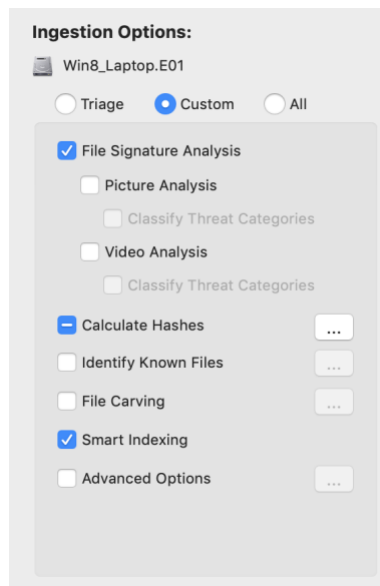 Ingestion Options:
Win8_Laptop.E01
Triage Custom All
File Signature Analysis
Picture Analysis
Classify Threat Categories
Video Analysis
Classify Threat Categories
Calculate Hashes ...
Identify Known Files ...
File Carving ...
Smart Indexing
Advanced Options ...